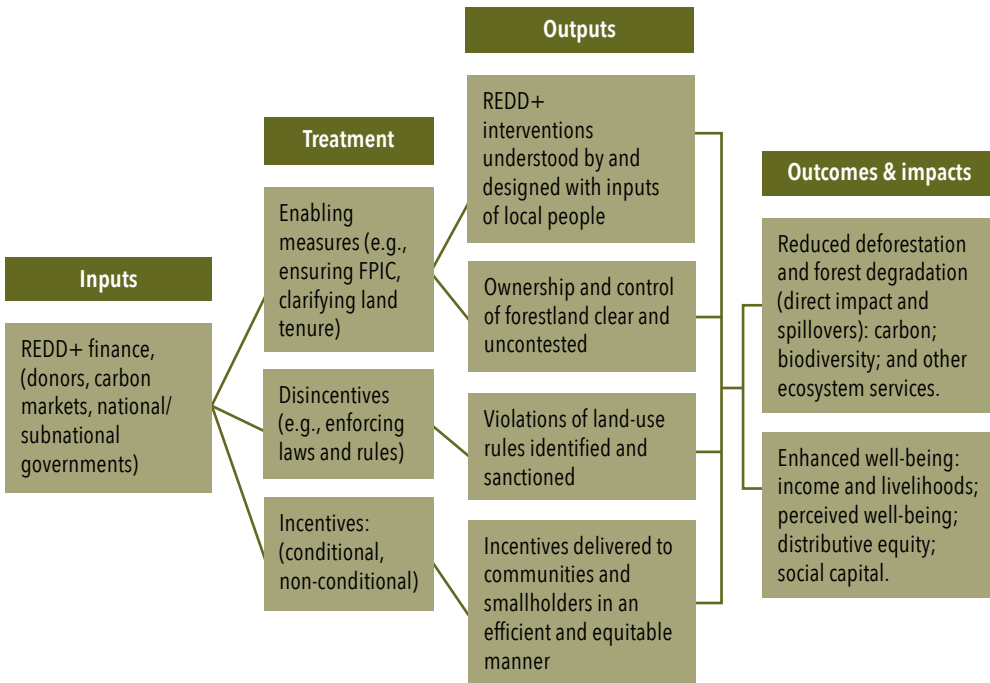 Inputs
REDD+ finance,
(donors, carbon
markets, national/
subnational
governments)
Treatment
Enabling
measures (e.g.,
ensuring FPIC,
clarifying land
tenure)
Disincentives
(e.g., enforcing
laws and rules)
Incentives:
(conditional,
non-conditional)
Outputs
REDD+
interventions
understood by and
designed with inputs
of local people
Ownership and control
of forestland clear and
uncontested
Violations of land-use
rules identified and
sanctioned
Incentives delivered to
communities and
smallholders in an
efficient and equitable
manner
Outcomes & impacts
Reduced deforestation
and forest degradation
(direct impact and
spillovers): carbon;
biodiversity; and other
ecosystem services.
Enhanced well-being:
income and livelihoods;
perceived well-being;
distributive equity;
social capital.